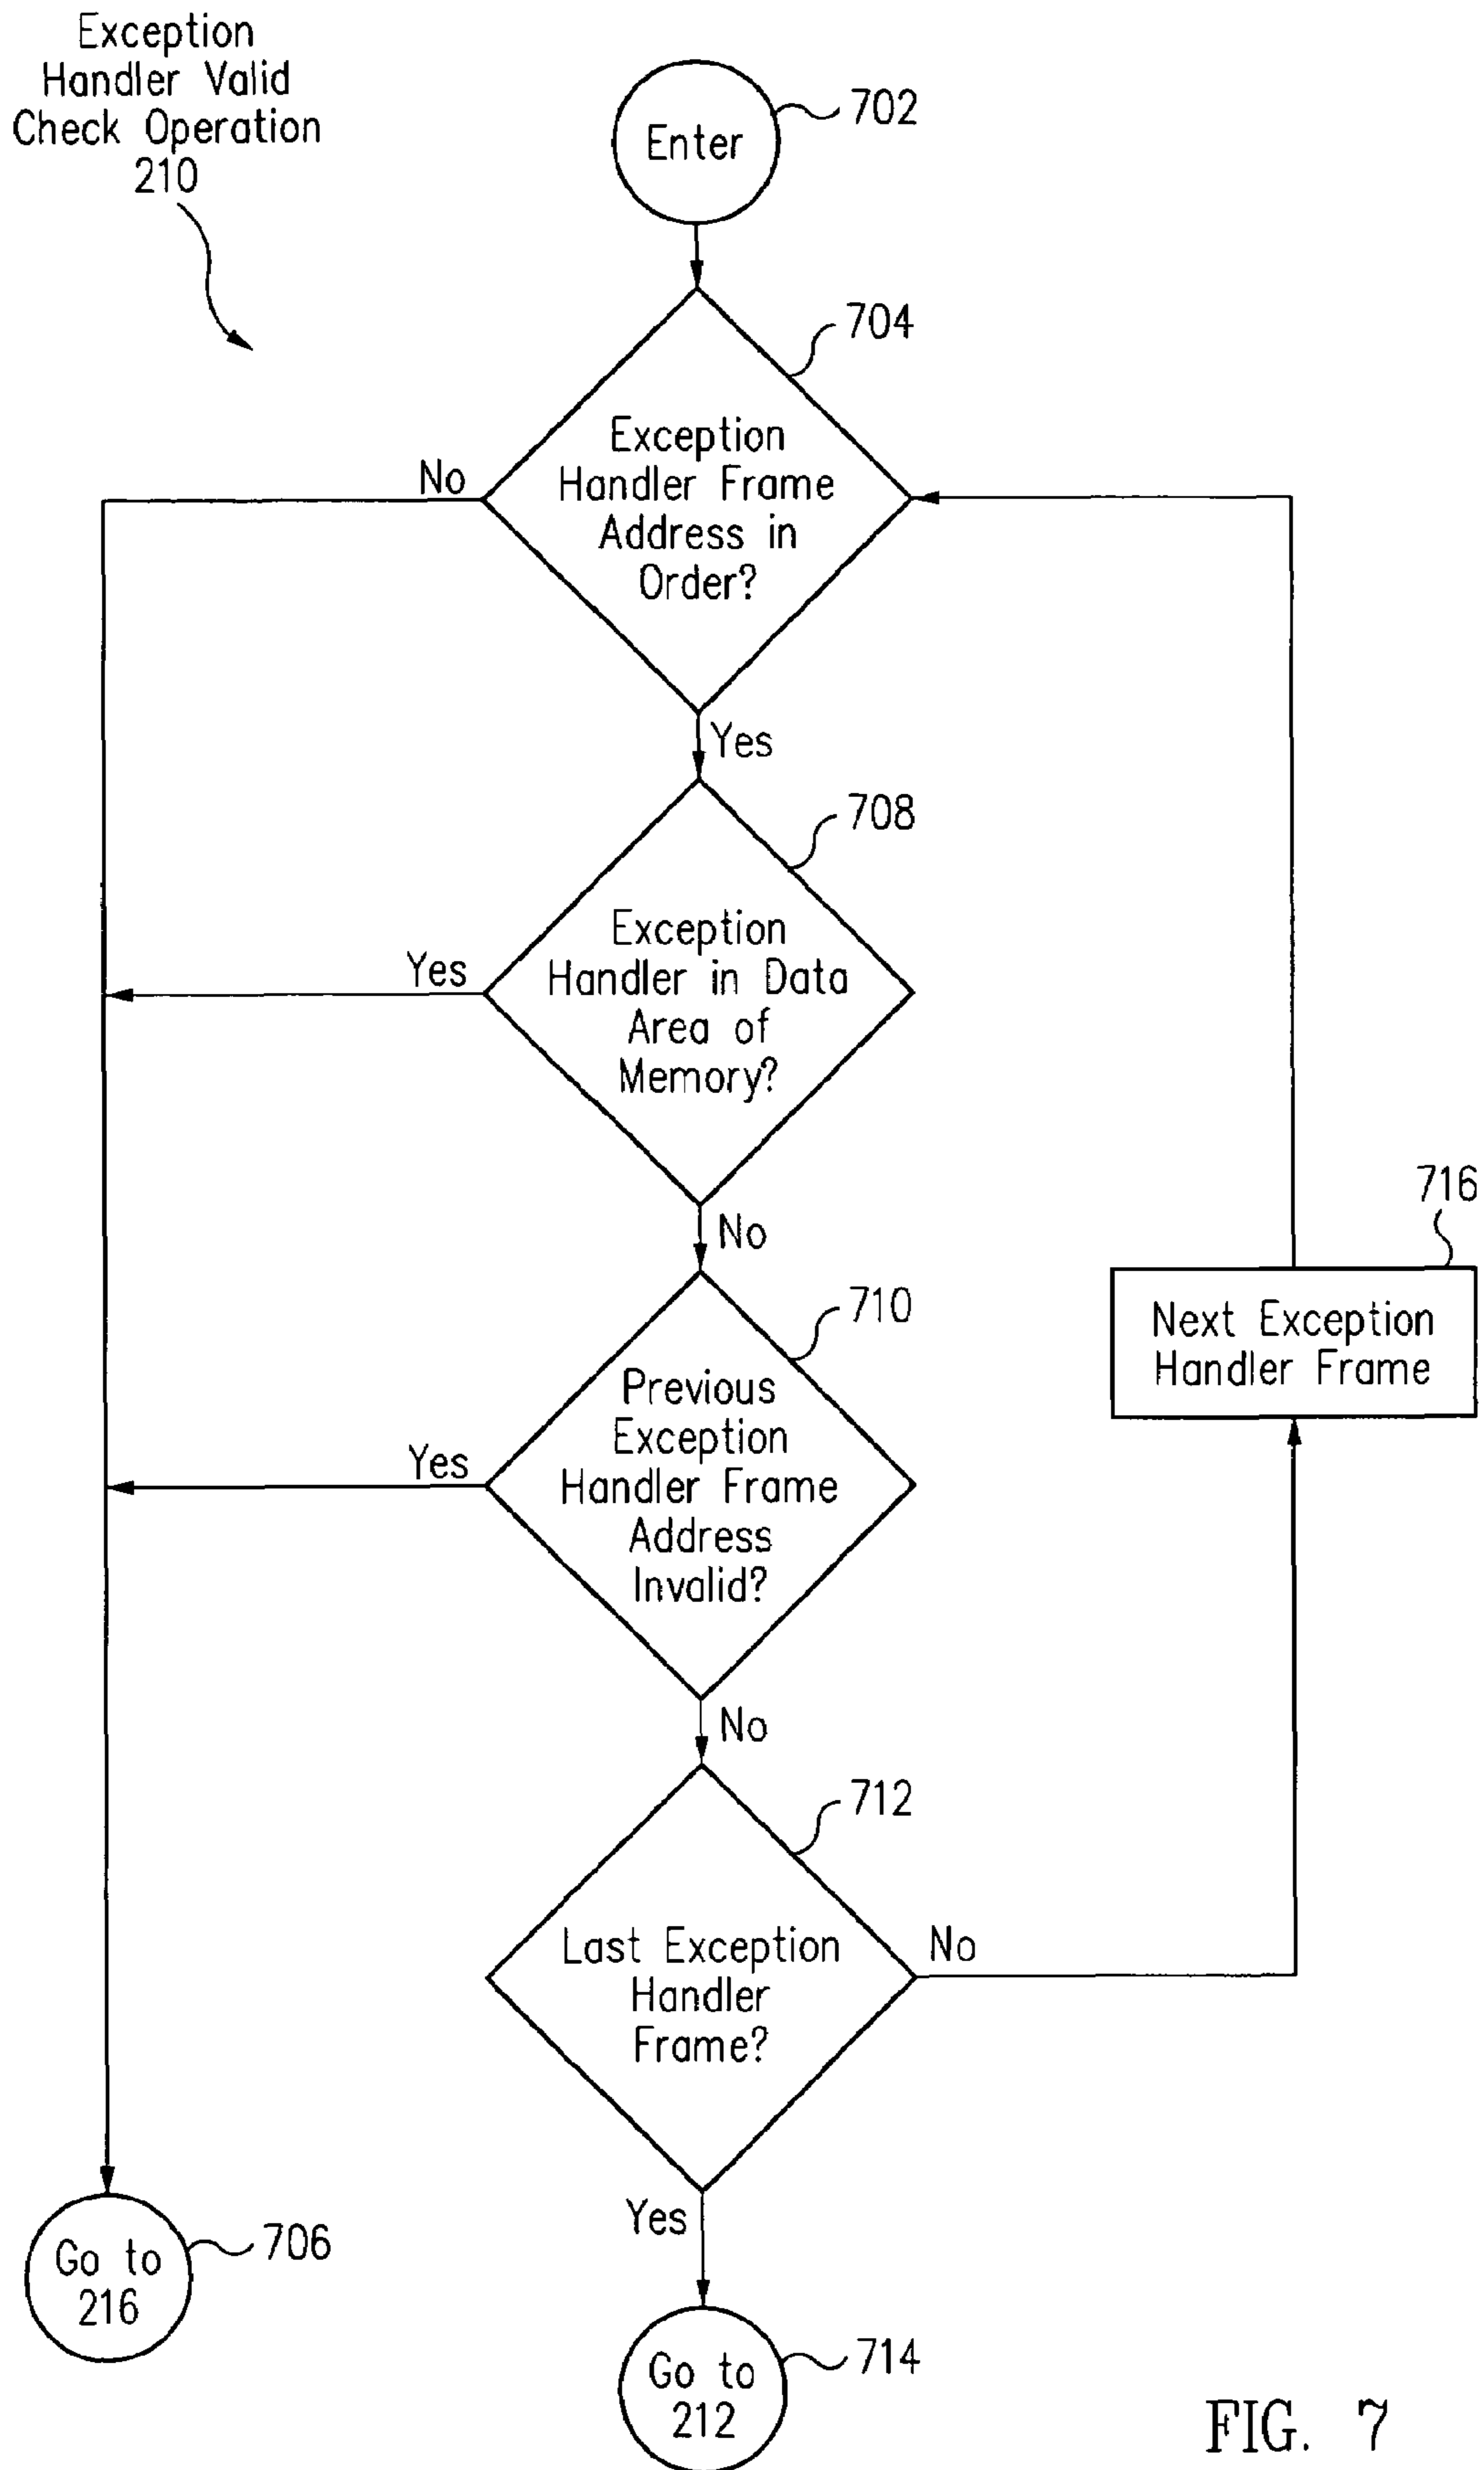 Exception
Handler Valid
Check Operation
210
Enter
702
704
Exception
Handler Frame
Address in
Order?
No
Yes
708
Exception
Handler in Data
Area of
Memory?
Yes
No
716
Next Exception
Handler Frame
710
Previous
Exception
Handler Frame
Address
Invalid?
Yes
No
712
Last Exception
Handler
Frame?
No
Yes
Go to
216
706
Go to
212
714
FIG. 7